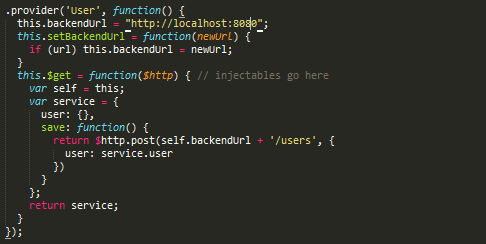 .provider('User', function() {
  this.backendUrl = "http://localhost:8080";
  this.setBackendUrl = function(newUrl) {
    if (url) this.backendUrl = newUrl;
  }
  this.$get = function($http) { // injectables go here
    var self = this;
    var service = {
      user: {},
      save: function() {
        return $http.post(self.backendUrl + '/users', {
          user: service.user
        })
      }
    };
    return service;
  }
});